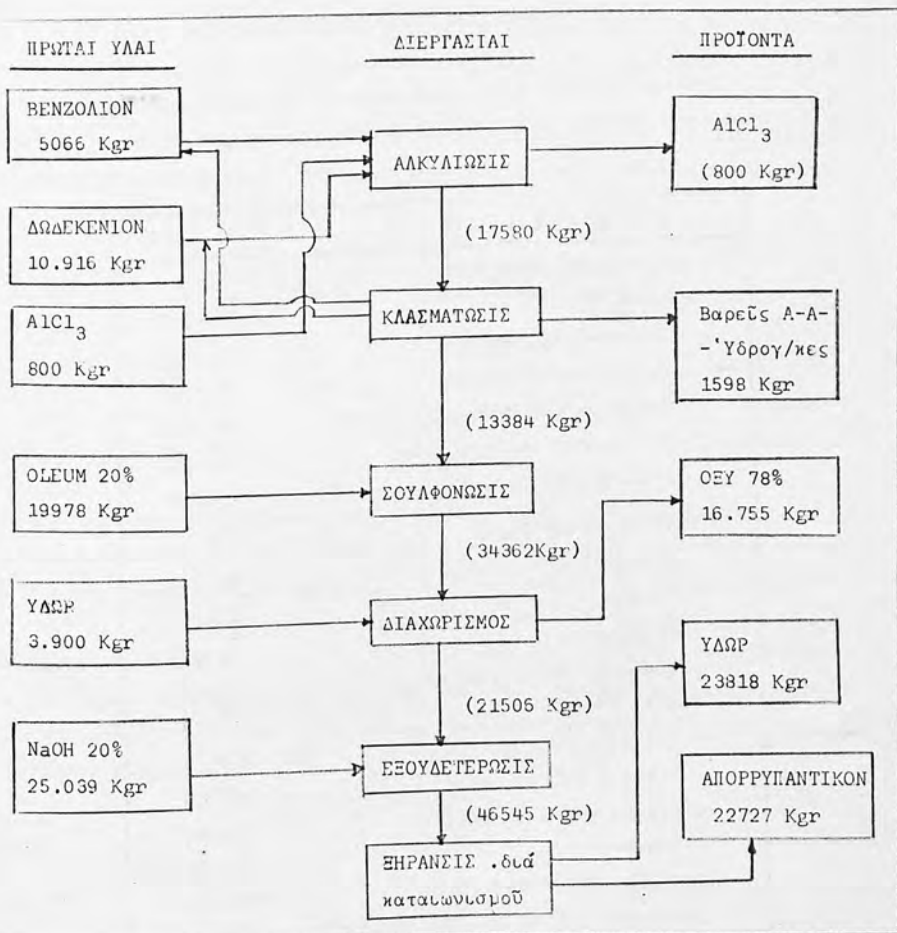 ΠΡΩΤΑΙ ΥΛΑΙ
ΔΙΕΡΓΑΣΙΑΙ
ΠΡΟΪΟΝΤΑ
ΒΕΝΖΟΛΙΟΝ
5066 Kgr
ΑΛΚΥΛΙΩΣΙΣ
AlCl3
(800 Kgr)
ΔΩΔΕΚΕΝΙΟΝ
10.916 Kgr
(17580 Kgr)
AlCl3
800 Kgr
ΚΛΑΣΜΑΤΩΣΙΣ
Βαρεῖς Α-Α-
-Ὑδρογ/κες
1598 Kgr
(13384 Kgr)
OLEUM 20%
19978 Kgr
ΣΟΥΛΦΟΝΩΣΙΣ
ΟΞΥ 78%
16.755 Kgr
(34362Kgr)
ΥΔΩΡ
3.900 Kgr
ΔΙΑΧΩΡΙΣΜΟΣ
ΥΔΩΡ
23818 Kgr
(21506 Kgr)
NaOH 20%
25.039 Kgr
ΕΞΟΥΔΕΤΕΡΩΣΙΣ
ΑΠΟΡΡΥΠΑΝΤΙΚΟΝ
22727 Kgr
(46545 Kgr)
ΞΗΡΑΝΣΙΣ .διά
καταιωνισμοῦ